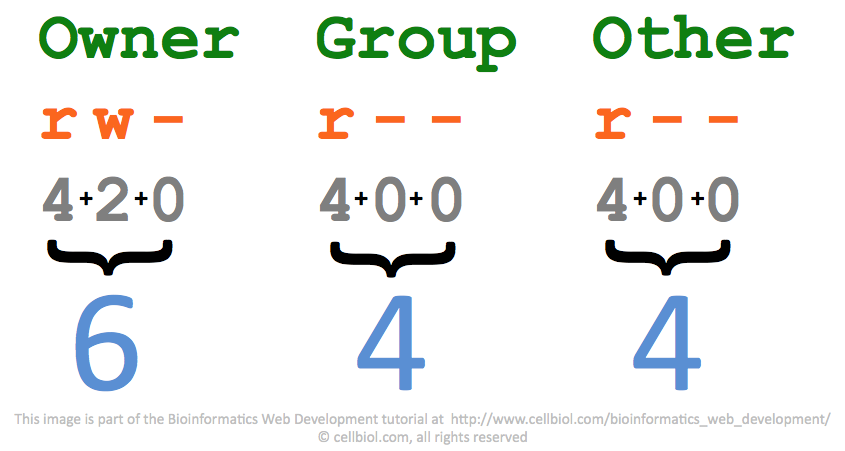 Owner Group Other
rw- r-- r--
4+2+0 4+0+0 4+0+0
6 4 4
This image is part of the Bioinformatics Web Development tutorial at http://www.cellbiol.com/bioinformatics_web_development/
© cellbiol.com, all rights reserved